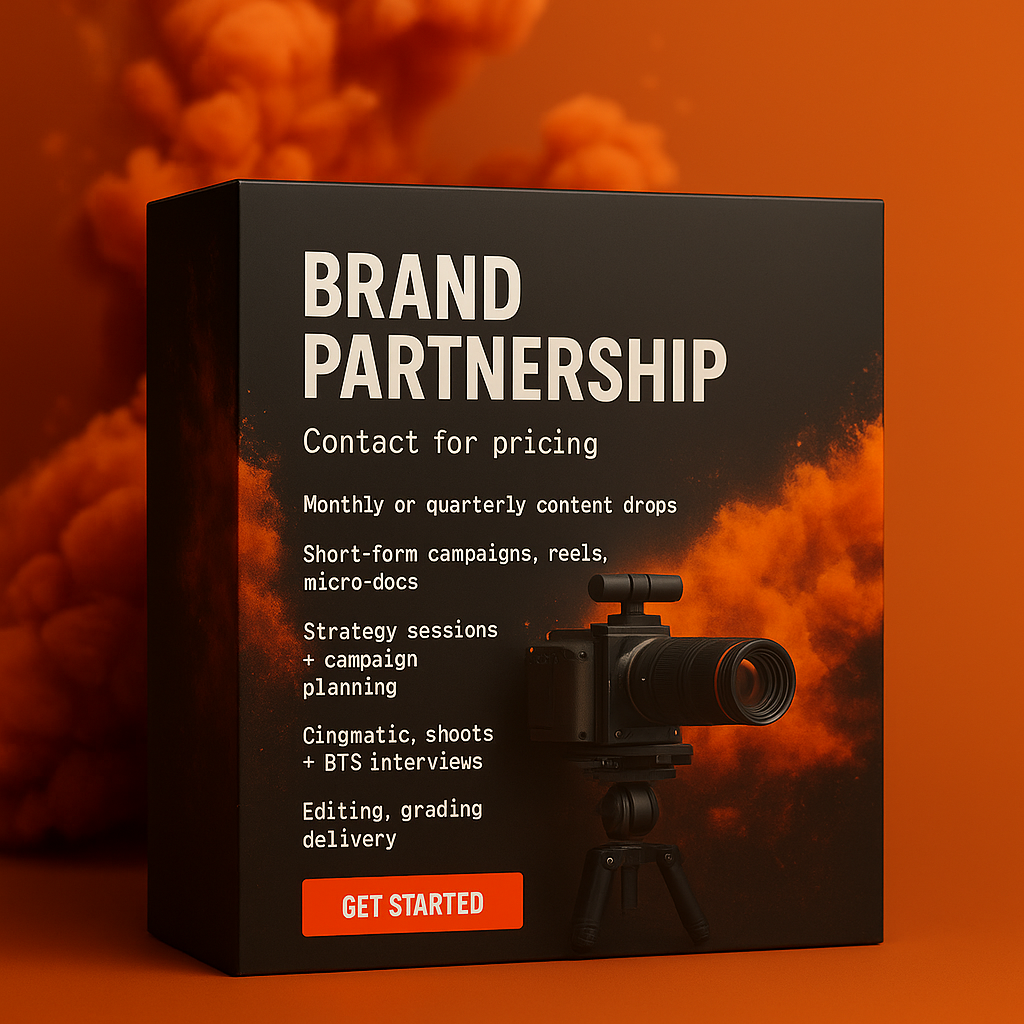 BRAND
PARTNERSHIP
Contact for pricing
Monthly or quarterly content drops
Short-form campaigns, reels,
micro-docs
Strategy sessions
+ campaign
planning
Cingmatic, shoots
+ BTS interviews
Editing, grading
delivery
GET STARTED